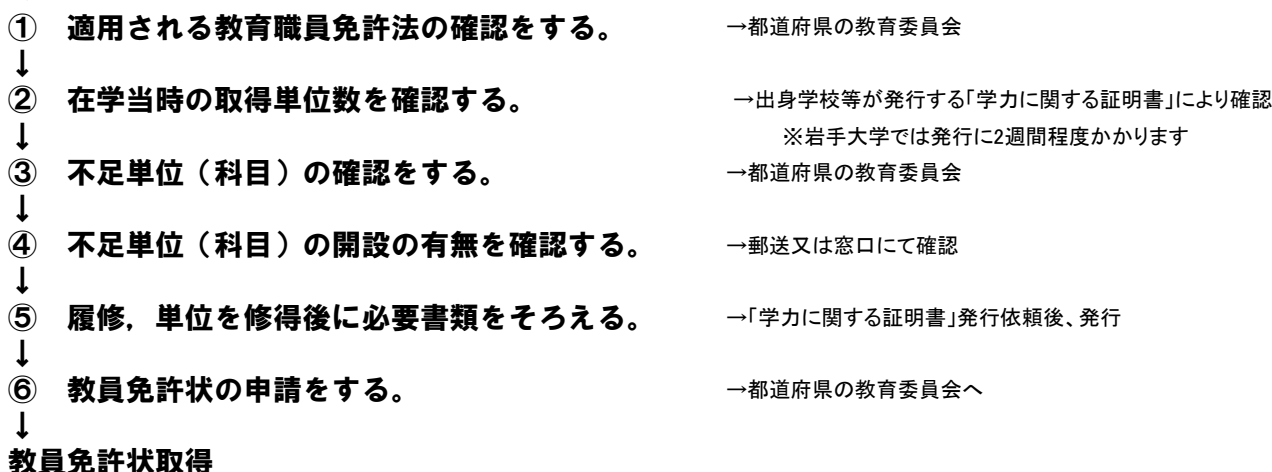 ① 適用される教育職員免許法の確認をする。 →都道府県の教育委員会
↓
② 在学当時の取得単位数を確認する。 →出身学校等が発行する「学力に関する証明書」により確認
↓ ※岩手大学では発行に2週間程度かかります
③ 不足単位（科目）の確認をする。 →都道府県の教育委員会
↓
④ 不足単位（科目）の開設の有無を確認する。 →郵送又は窓口にて確認
↓
⑤ 履修，単位を修得後に必要書類をそろえる。 →「学力に関する証明書」発行依頼後、発行
↓
⑥ 教員免許状の申請をする。 →都道府県の教育委員会へ
↓
教員免許状取得